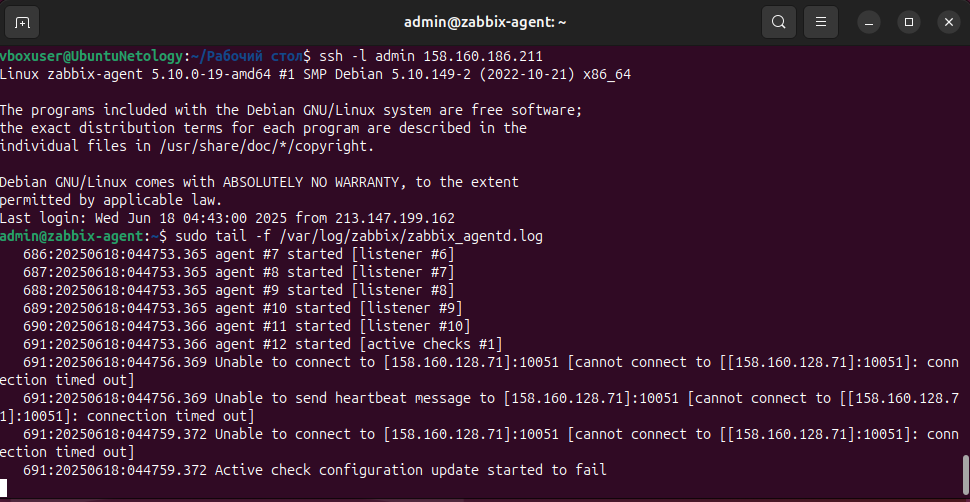 admin@zabbix-agent: ~
vboxuser@UbuntuNetology:~/Рабочий стол$ ssh -l admin 158.160.186.211
Linux zabbix-agent 5.10.0-19-amd64 #1 SMP Debian 5.10.149-2 (2022-10-21) x86_64
The programs included with the Debian GNU/Linux system are free software;
the exact distribution terms for each program are described in the
individual files in /usr/share/doc/*/copyright.
Debian GNU/Linux comes with ABSOLUTELY NO WARRANTY, to the extent
permitted by applicable law.
Last login: Wed Jun 18 04:43:00 2025 from 213.147.199.162
admin@zabbix-agent:~$ sudo tail -f /var/log/zabbix/zabbix_agentd.log
686:20250618:044753.365 agent #7 started [listener #6]
687:20250618:044753.365 agent #8 started [listener #7]
688:20250618:044753.365 agent #9 started [listener #8]
689:20250618:044753.365 agent #10 started [listener #9]
690:20250618:044753.366 agent #11 started [listener #10]
691:20250618:044753.366 agent #12 started [active checks #1]
691:20250618:044756.369 Unable to connect to [158.160.128.71]:10051 [cannot connect to [[158.160.128.71]:10051]: conn
ection timed out]
691:20250618:044756.369 Unable to send heartbeat message to [158.160.128.71]:10051 [cannot connect to [[158.160.128.7
1]:10051]: connection timed out]
691:20250618:044759.372 Unable to connect to [158.160.128.71]:10051 [cannot connect to [[158.160.128.71]:10051]: conn
ection timed out]
691:20250618:044759.372 Active check configuration update started to fail